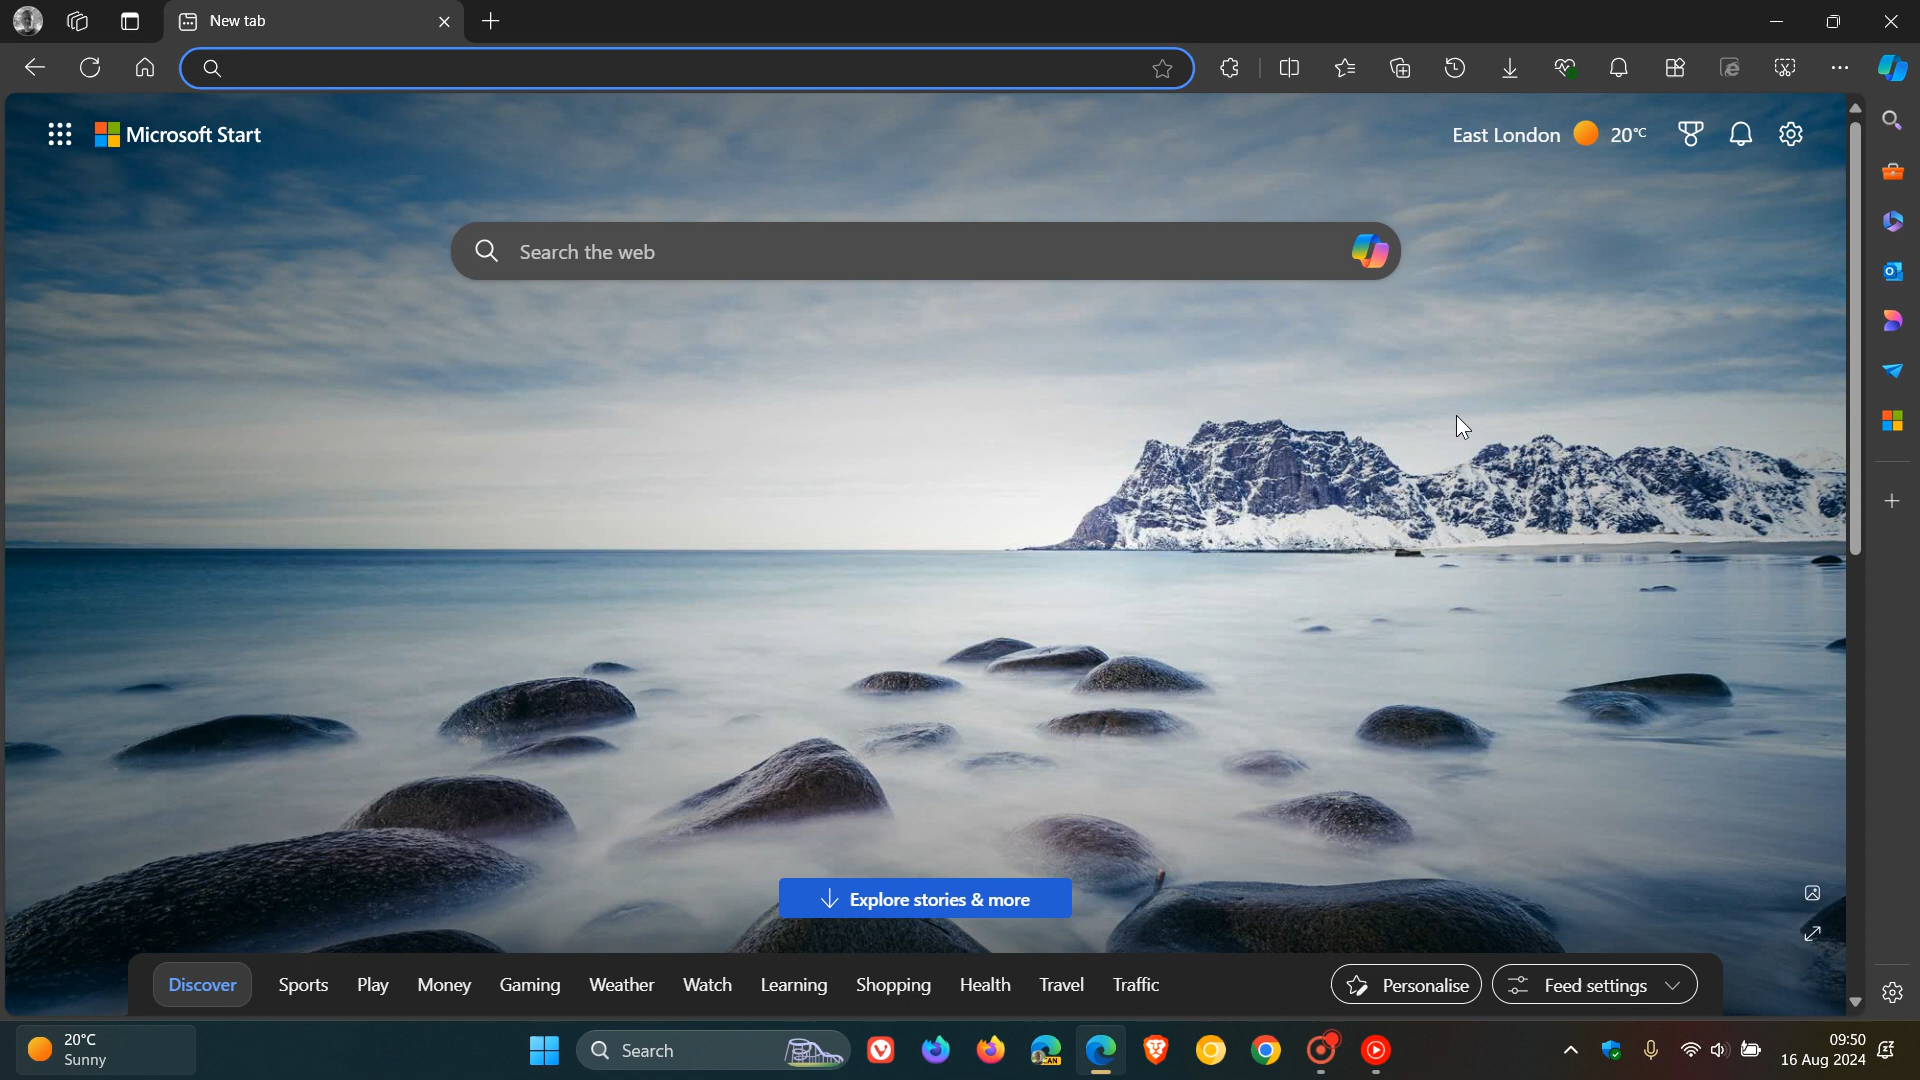 New tab
Microsoft Start
East London 20°C
Search the web
Explore stories & more
Discover Sports Play Money Gaming Weather Watch Learning Shopping Health Travel Traffic Personalise Feed settings
20°C
Sunny
Search
CAN
09:50
16 Aug 2024